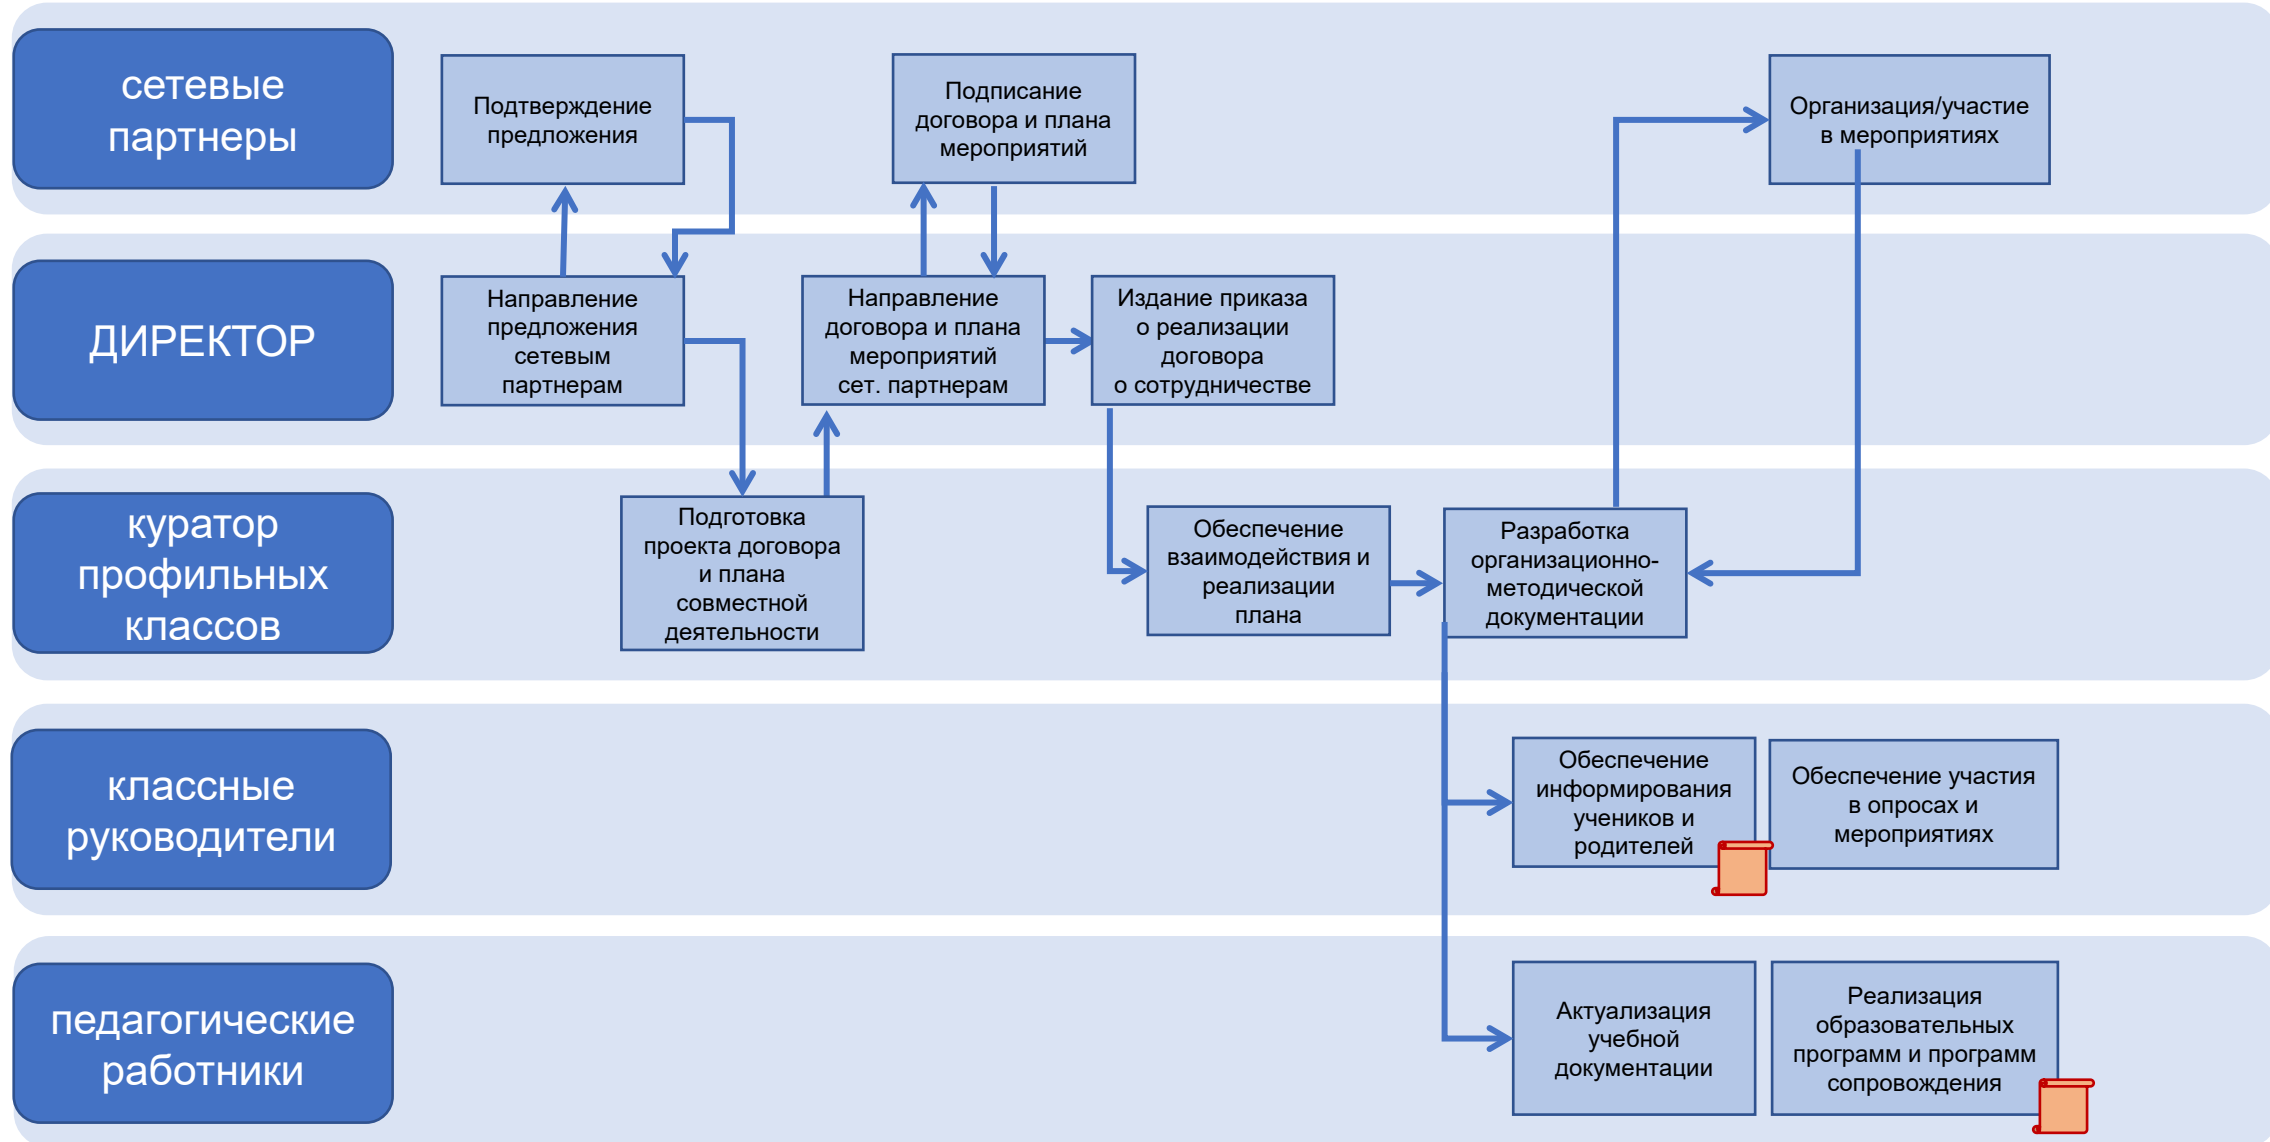 сетевые
партнеры
Подтверждение
предложения
Подписание
договора и плана
мероприятий
Организация/участие
в мероприятиях
ДИРЕКТОР
Направление
предложения
сетевым
партнерам
Направление
договора и плана
мероприятий
сет. партнерам
Издание приказа
о реализации
договора
о сотрудничестве
куратор
профильных
классов
Подготовка
проекта договора
и плана
совместной
деятельности
Обеспечение
взаимодействия и
реализации
плана
Разработка
организационно-
методической
документации
классные
руководители
Обеспечение
информирования
учеников и
родителей
Обеспечение участия
в опросах и
мероприятиях
педагогические
работники
Актуализация
учебной
документации
Реализация
образовательных
программ и программ
сопровождения